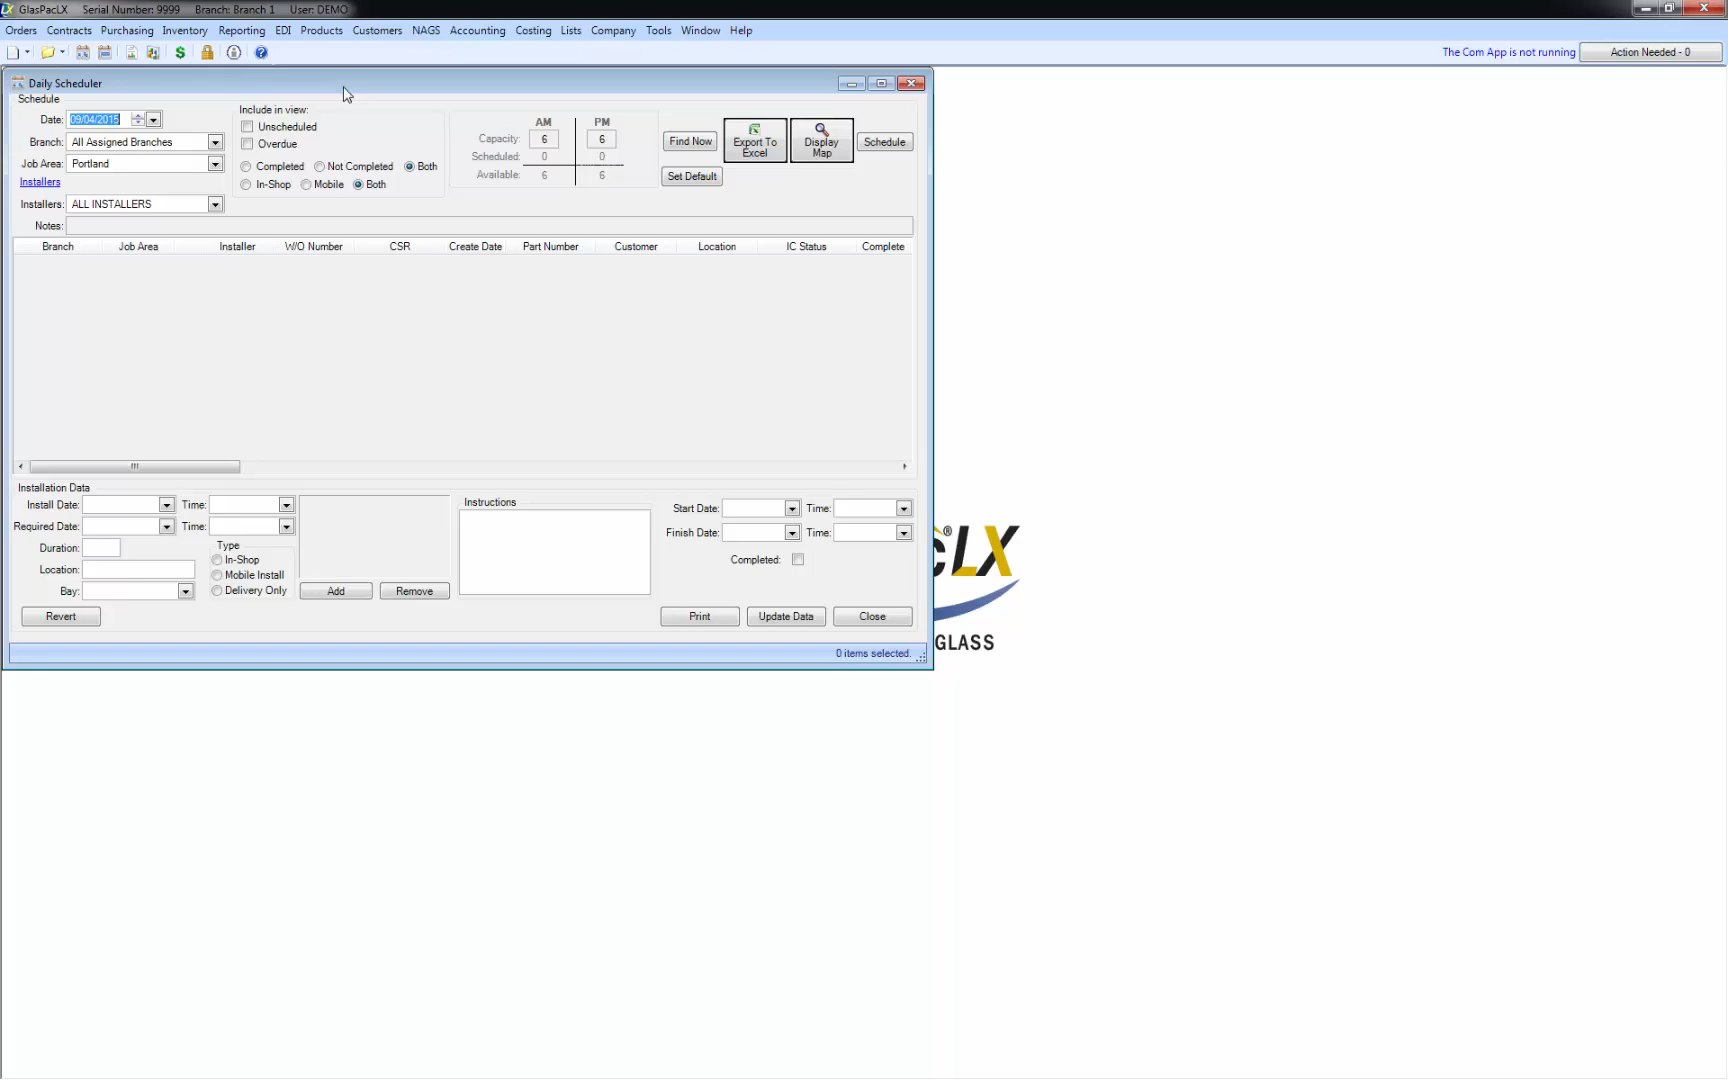 GlasPacLX Serial Number: 9999 Branch: Branch 1 User: DEMO
Orders Contracts Purchasing Inventory Reporting EDI Products Customers NAGS Accounting Costing Lists Company Tools Window Help
The Com App is not running Action Needed - 0
Daily Scheduler
Schedule
Date: 09/04/2015
Branch: All Assigned Branches
Job Area: Portland
Installers
Installers: ALL INSTALLERS
Notes:
Include in view:
Unscheduled
Overdue
Completed Not Completed Both
In-Shop Mobile Both
AM PM
Capacity: 6 6
Scheduled: 0 0
Available: 6 6
Find Now
Set Default
Export To Excel
Display Map
Schedule
Branch Job Area Installer W/O Number CSR Create Date Part Number Customer Location IC Status Complete
Installation Data
Install Date: Time:
Required Date: Time:
Duration:
Location:
Bay:
Type
In-Shop
Mobile Install
Delivery Only
Add Remove
Instructions
Start Date: Time:
Finish Date: Time:
Completed:
Revert Print Update Data Close
0 items selected.
cLX®
GLASS